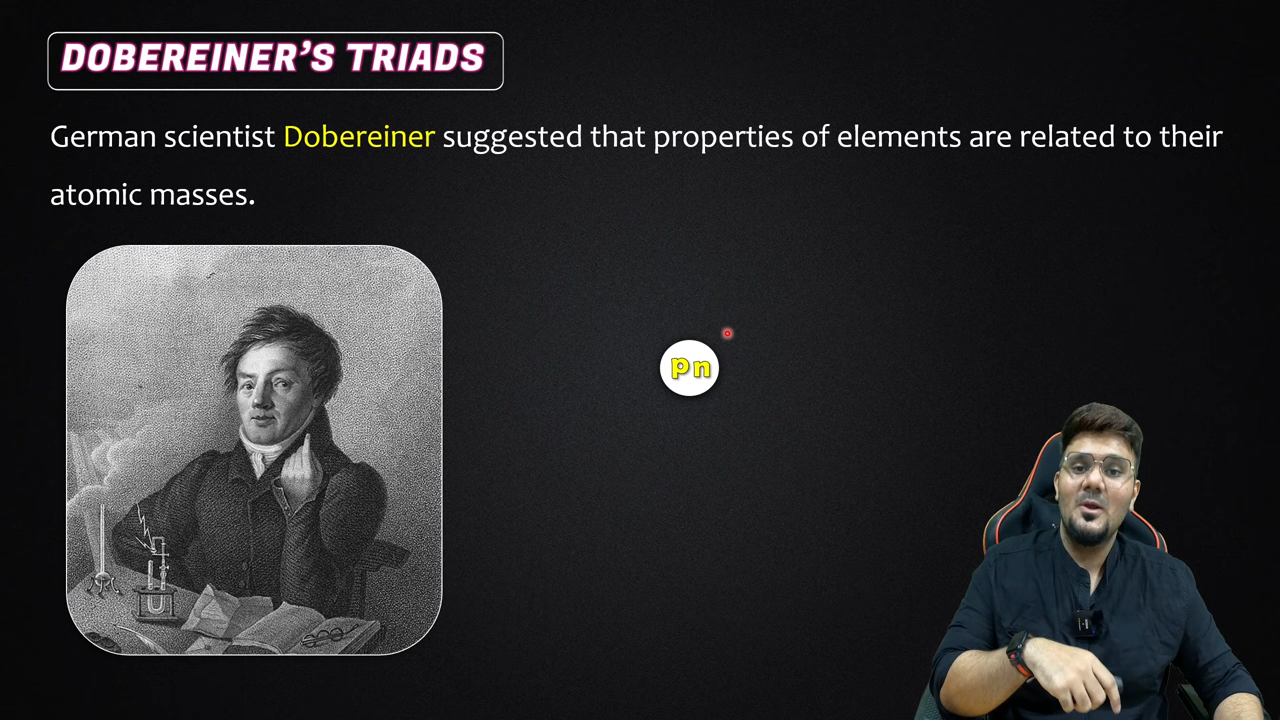 DOBEREINER'S TRIADS
German scientist Dobereiner suggested that properties of elements are related to their
atomic masses.
pn